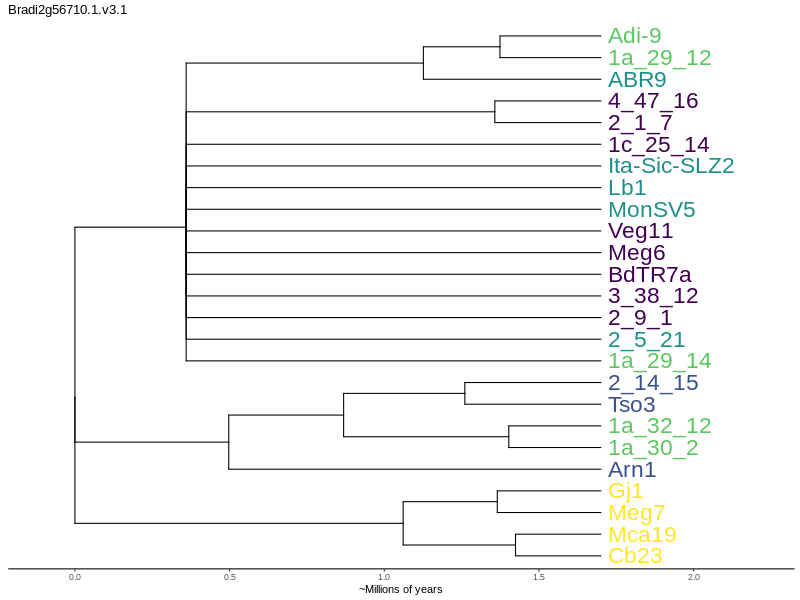 Bradi2g56710.1.v3.1
Adi-9
1a_29_12
ABR9
4_47_16
2_1_7
1c_25_14
Ita-Sic-SLZ2
Lb1
MonSV5
Veg11
Meg6
BdTR7a
3_38_12
2_9_1
2_5_21
1a_29_14
2_14_15
Tso3
1a_32_12
1a_30_2
Arn1
Gj1
Meg7
Mca19
Cb23
0.0 0.5 1.0 1.5 2.0
~Millions of years